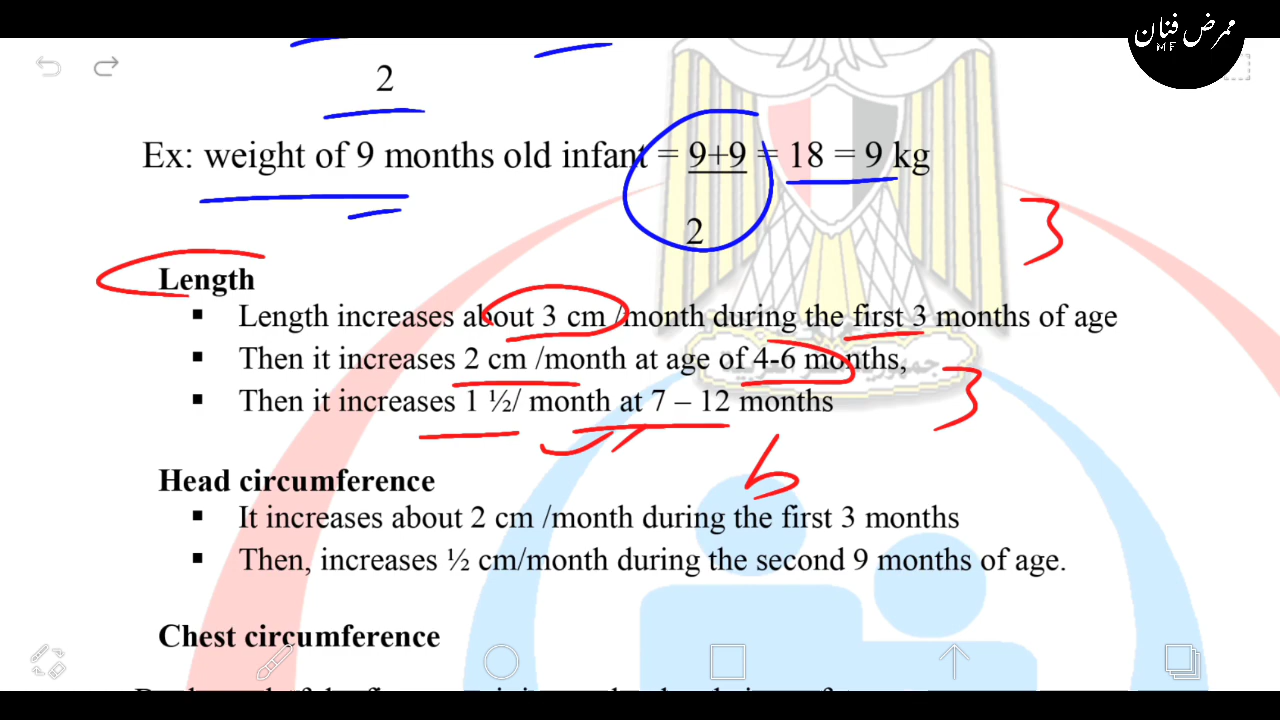 ممرض فنان
MF
2
Ex: weight of 9 months old infant = 9+9 = 18 = 9 kg
2
3
Length
▪ Length increases about 3 cm /month during the first 3 months of age
▪ Then it increases 2 cm /month at age of 4-6 months,
3
▪ Then it increases 1 ½/ month at 7 – 12 months
6
Head circumference
▪ It increases about 2 cm /month during the first 3 months
▪ Then, increases ½ cm/month during the second 9 months of age.
Chest circumference